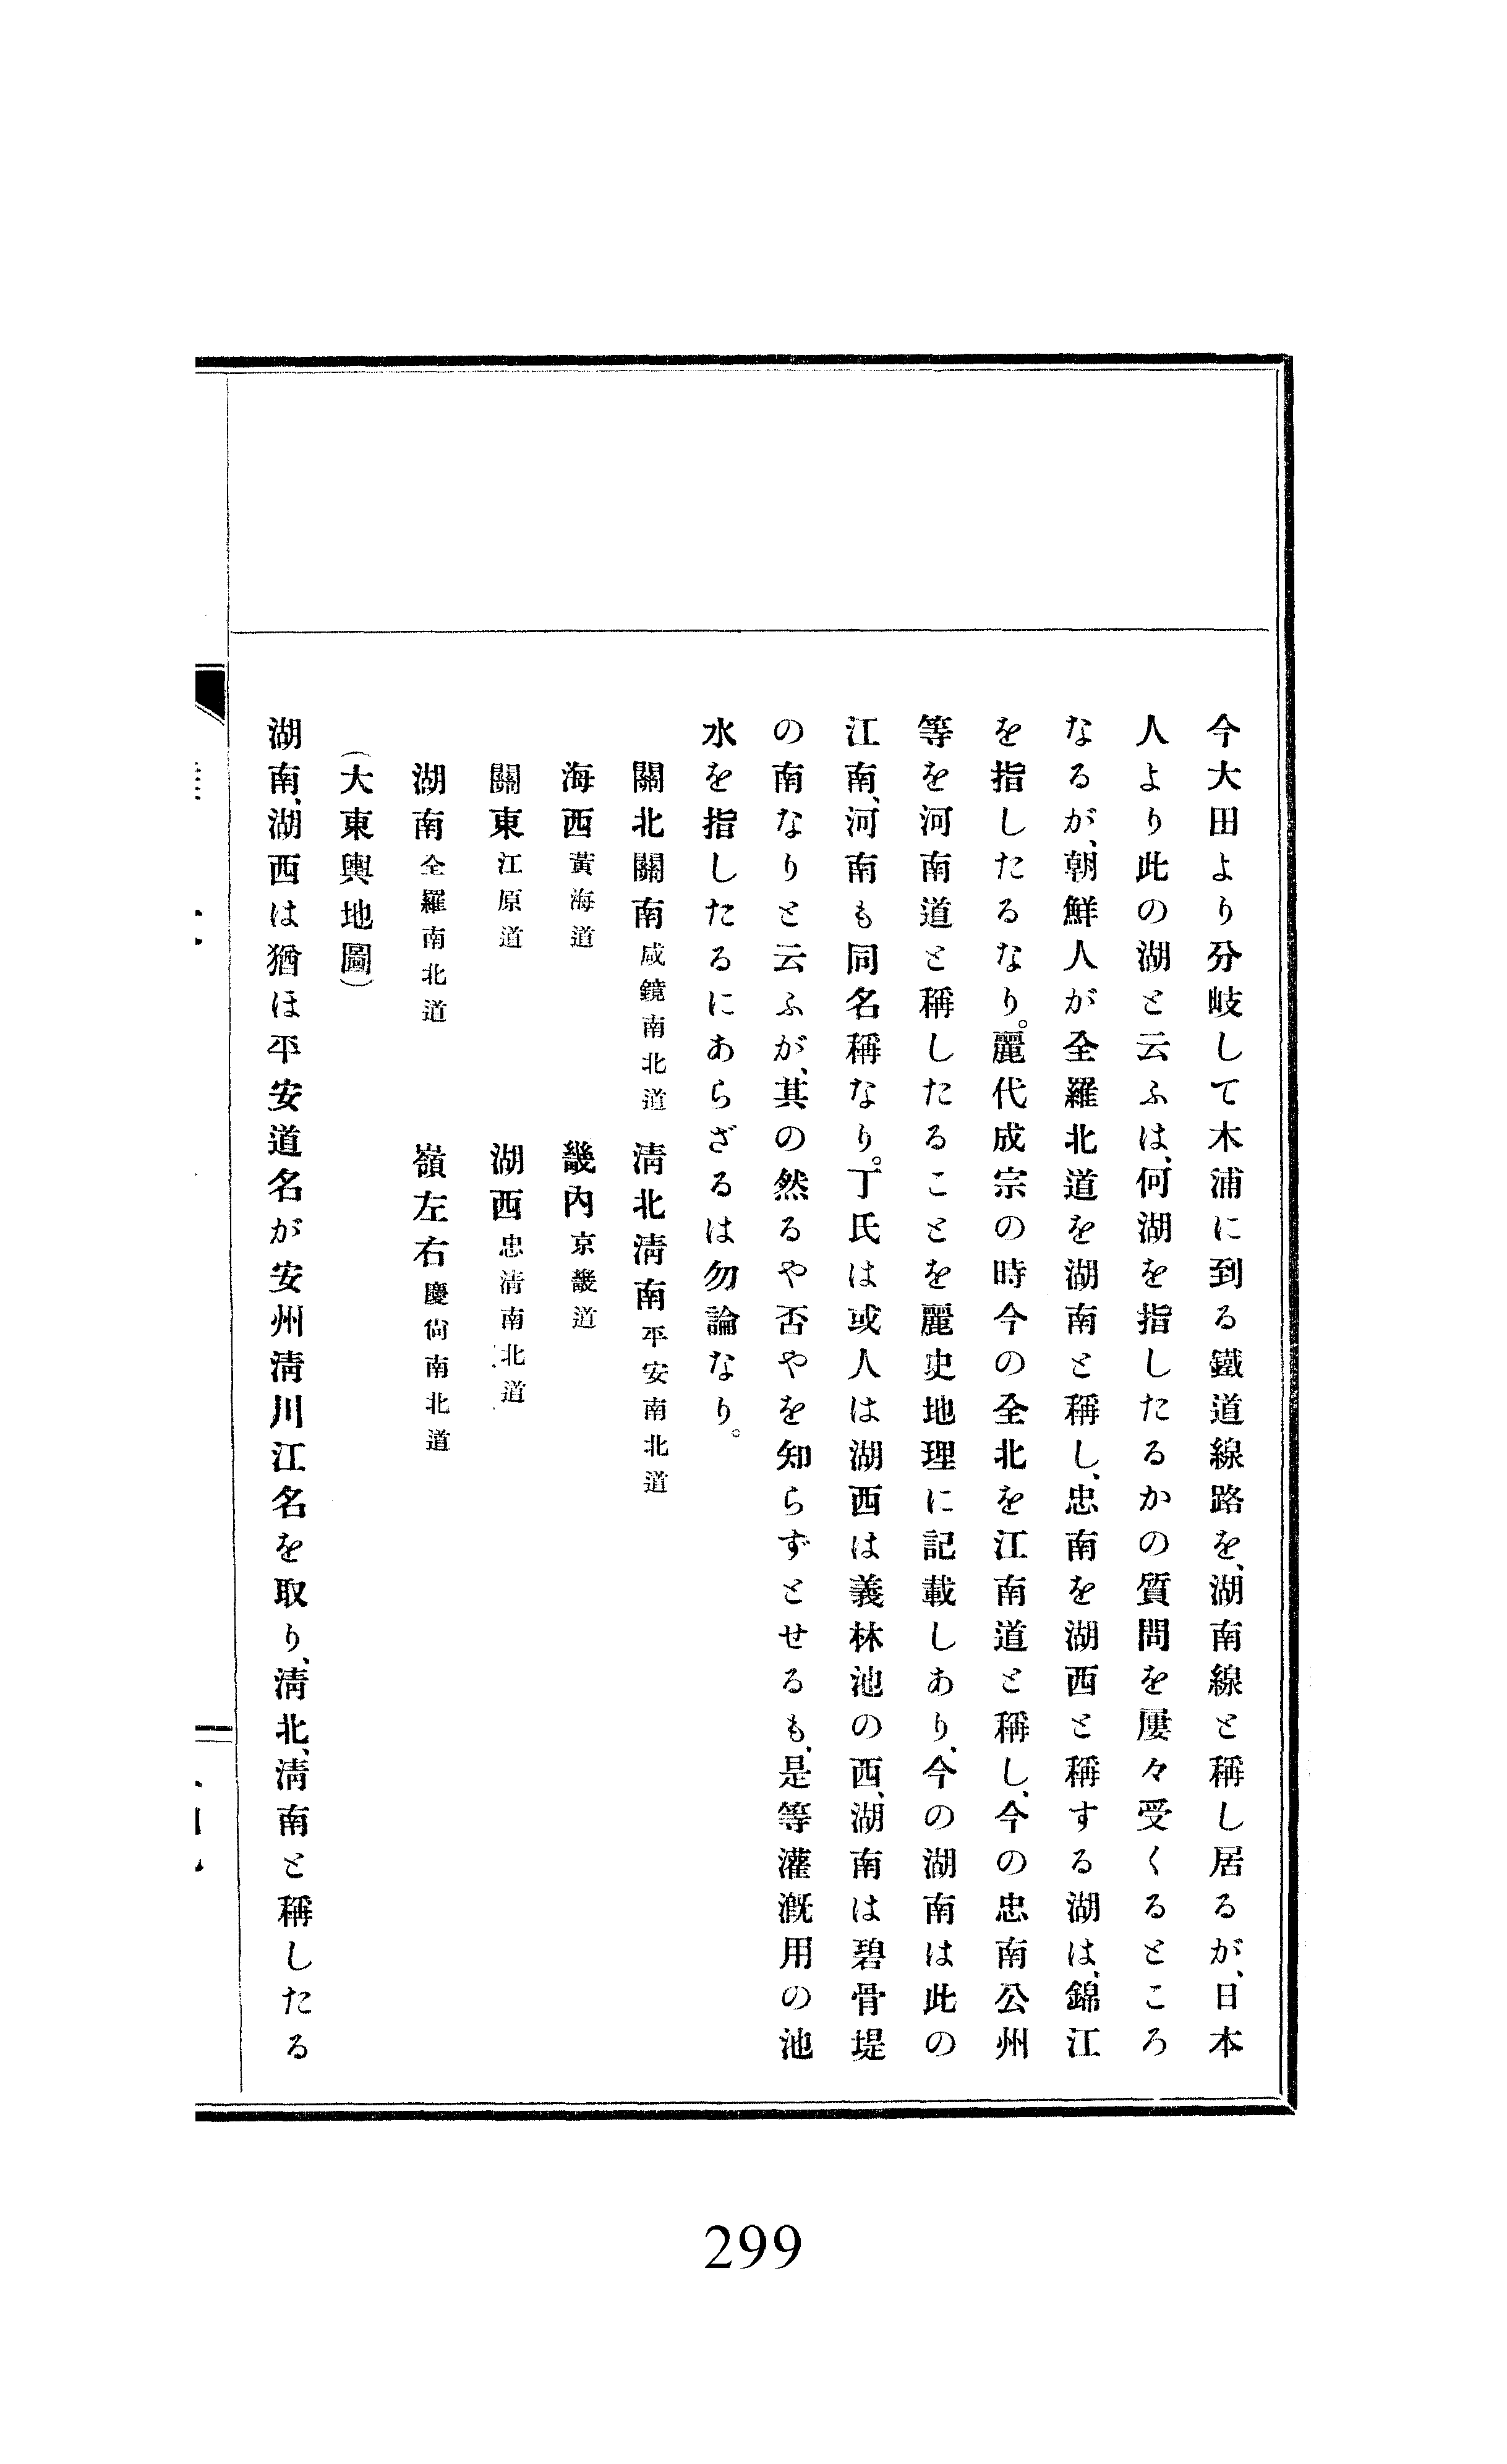 今大田より分岐して木浦に到る鐵道線路を、湖南線と稱し居るが、日本
人より此の湖と云ふは、何湖を指したるかの質問を屢々受くるところ
なるが、朝鮮人が全羅北道を湖南と稱し、忠南を湖西と稱する湖は、錦江
を指したるなり。麗代成宗の時今の全北を江南道と稱し、今の忠南公州
等を河南道と稱したることを麗史地理に記載しあり、今の湖南は此の
江南、河南も同名稱なり。丁氏は或人は湖西は義林池の西、湖南は碧骨堤
の南なりと云ふが、其の然るや否やを知らずとせるも、是等灌漑用の池
水を指したるにあらざるは勿論なり。
關北關南咸鏡南北道　淸北淸南平安南北道
海西黃海道　畿內京畿道
關東江原道　湖西忠淸南北道
湖南全羅南北道　嶺左右慶尙南北道
（大東輿地圖）
湖南、湖西は猶ほ平安道名が安州淸川江名を取り、淸北、淸南と稱したる
299